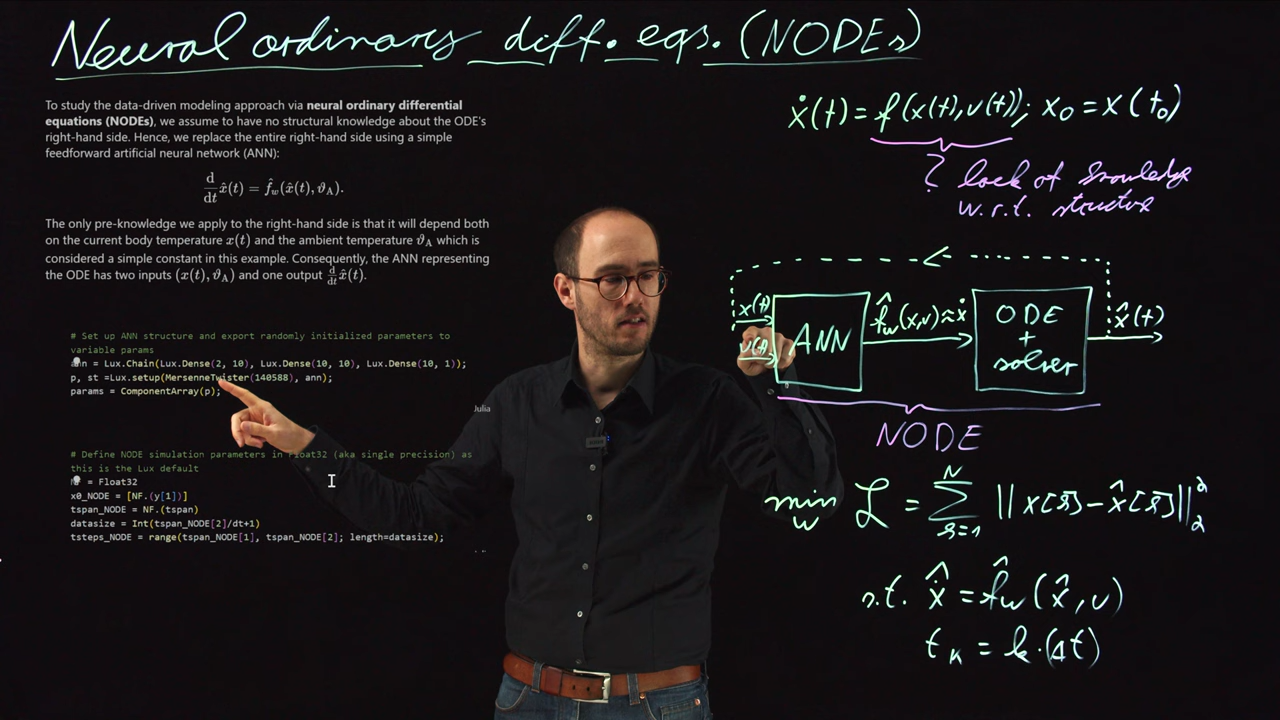 Neural ordinary diff. eqs. (NODEs)
To study the data-driven modeling approach via neural ordinary differential
equations (NODEs), we assume to have no structural knowledge about the ODE's
right-hand side. Hence, we replace the entire right-hand side using a simple
feedforward artificial neural network (ANN):
d/dt x̂(t) = f̂_w(x̂(t), ϑ_A).
The only pre-knowledge we apply to the right-hand side is that it will depend both
on the current body temperature x(t) and the ambient temperature ϑ_A which is
considered a simple constant in this example. Consequently, the ANN representing
the ODE has two inputs (x(t), ϑ_A) and one output d/dt x̂(t).
# Set up ANN structure and export randomly initialized parameters to
variable params
ann = Lux.Chain(Lux.Dense(2, 10), Lux.Dense(10, 10), Lux.Dense(10, 1));
p, st =Lux.setup(MersenneTwister(140588), ann);
params = ComponentArray(p);
Julia
# Define NODE simulation parameters in Float32 (aka single precision) as
this is the Lux default
= Float32
x0_NODE = [NF.(y[1])]
tspan_NODE = NF.(tspan)
datasize = Int(tspan_NODE[2]/dt+1)
tsteps_NODE = range(tspan_NODE[1], tspan_NODE[2]; length=datasize);
ẋ(t) = f(x(t), u(t)); x₀ = x(t₀)
? lack of knowledge
w.r.t. structure
x(t)
u(t)
ANN
f̂_w(x,u) ≈ ẋ
ODE
+
solver
x̂(t)
NODE
min_w L = Σ_{k=1}^{N} ||x[k] - x̂[k]||₂²
s.t. x̂̇ = f̂_w(x̂, u)
t_k = k·(Δt)